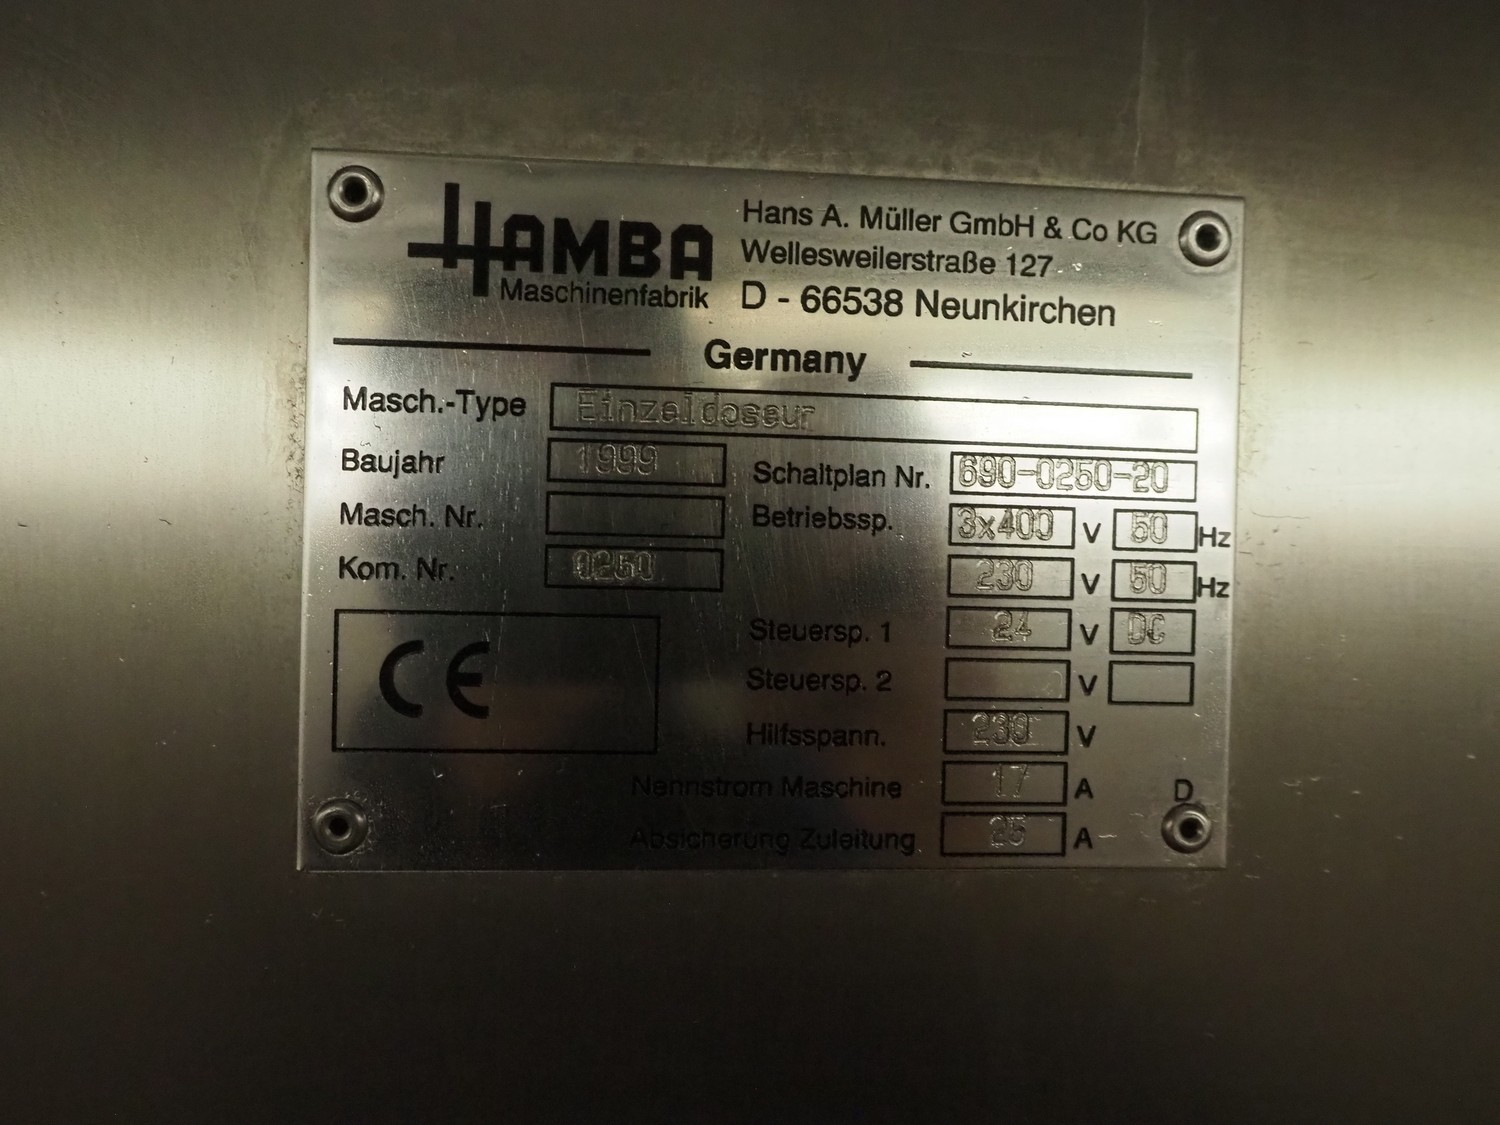 HAMBA
Maschinenfabrik
Hans A. Müller GmbH & Co KG
Wellesweilerstraße 127
D - 66538 Neunkirchen
Germany
Masch.-Type Einzeldoseur
Baujahr 1999
Schaltplan Nr. 690-0250-20
Masch. Nr.
Betriebssp. 3x400 V 50 Hz
Kom. Nr. 0250
230 V 50 Hz
CE
Steuersp. 1 24 V DC
Steuersp. 2 V
Hilfsspann. 230 V
Nennstrom Maschine 17 A
D
Absicherung Zuleitung 25 A